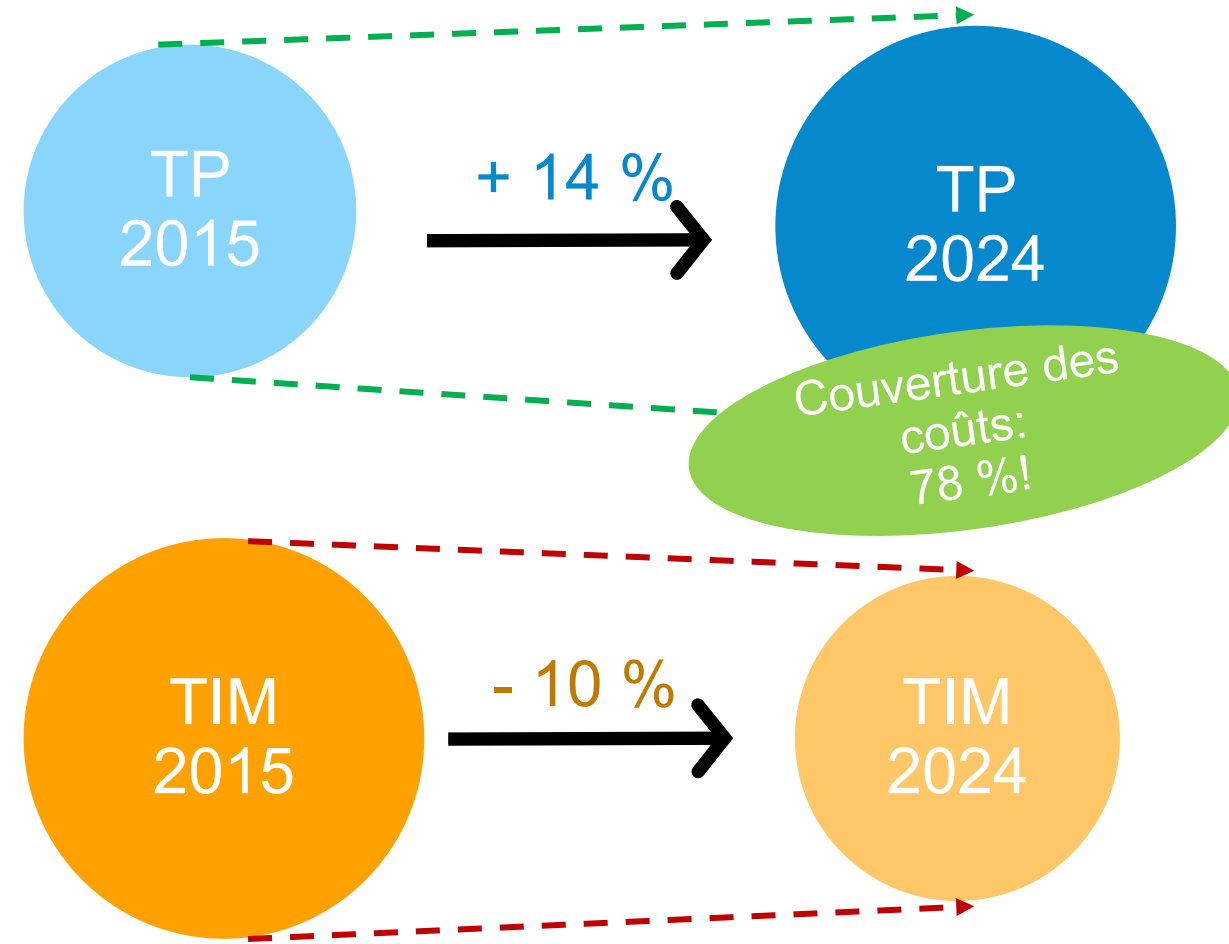 TP
2015
+ 14 %
TP
2024
Couverture des
coûts:
78 %!
TIM
2015
- 10 %
TIM
2024